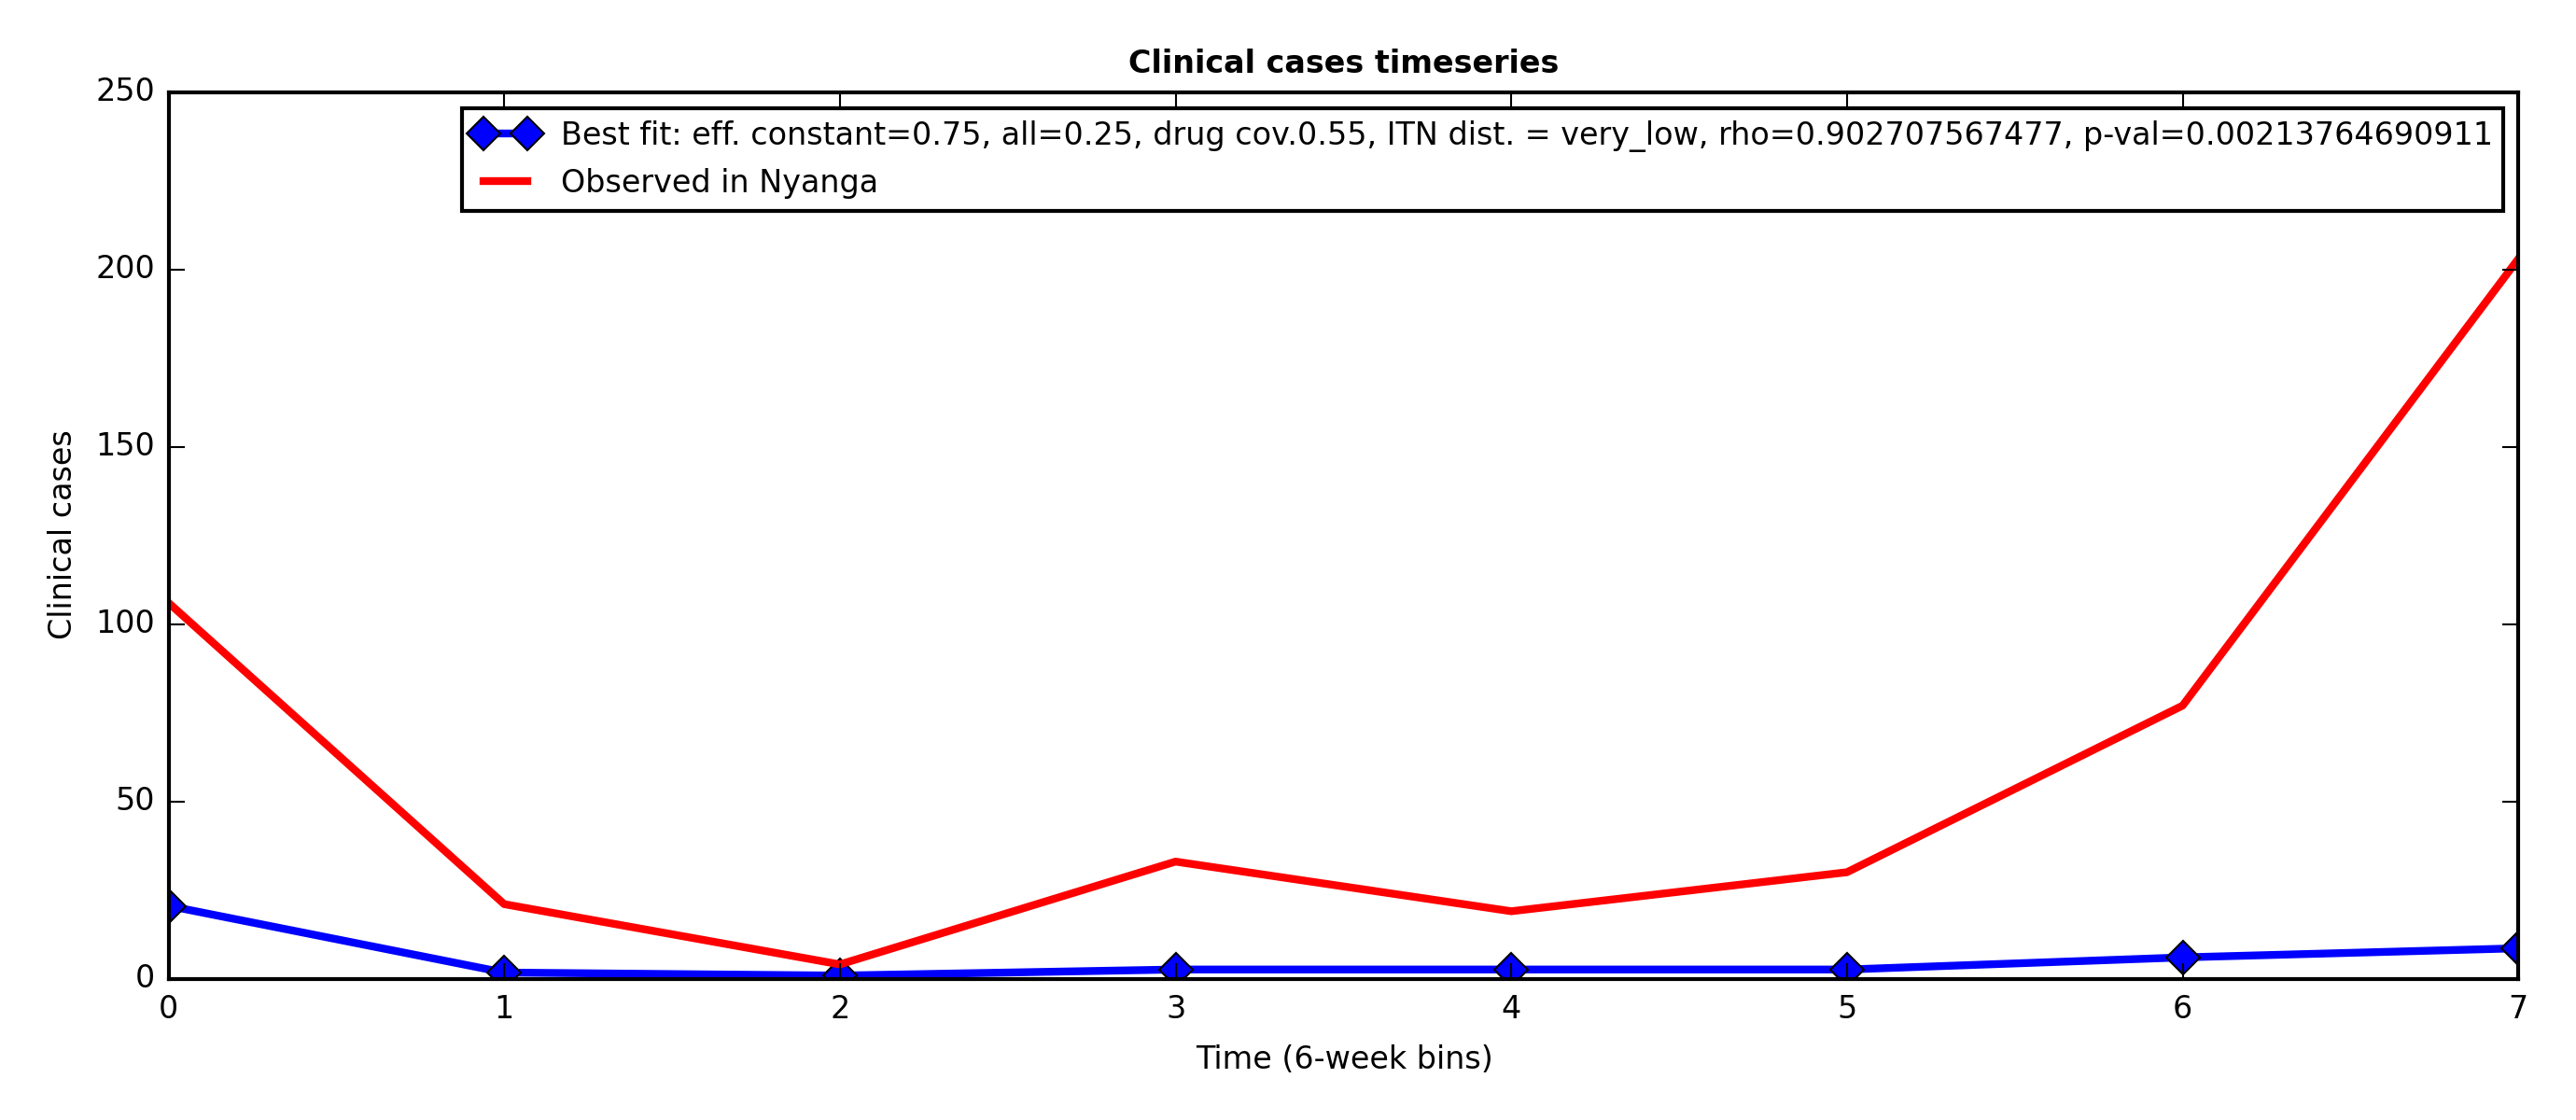 Clinical cases timeseries
250
Best fit: eff. constant=0.75, all=0.25, drug cov.0.55, ITN dist. = very_low, rho=0.902707567477, p-val=0.00213764690911
Observed in Nyanga
200
150
100
50
0
Clinical cases
0 1 2 3 4 5 6 7
Time (6-week bins)